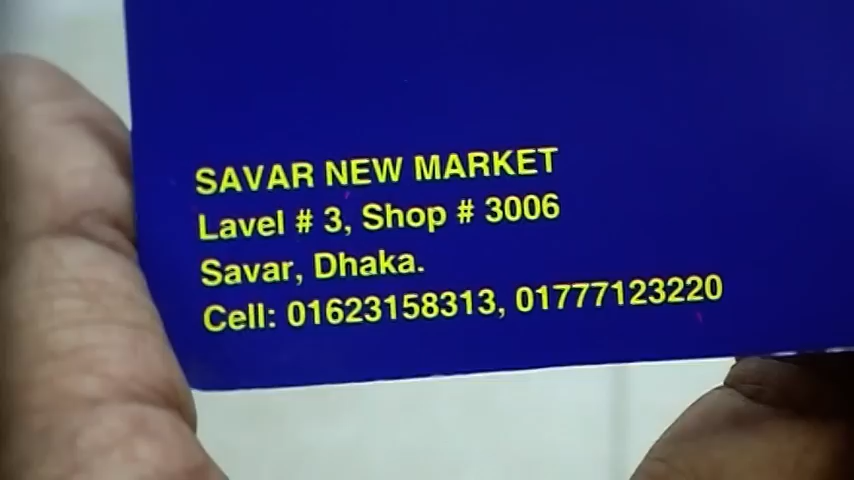 SAVAR NEW MARKET
Lavel # 3, Shop # 3006
Savar, Dhaka.
Cell: 01623158313, 01777123220